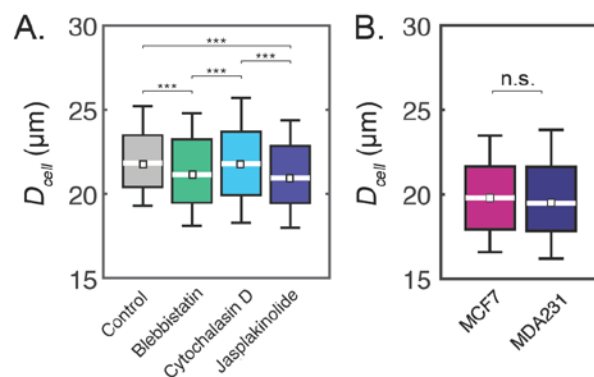 A.
B.
30
25
20
15
D_cell (μm)
***
***
***
***
Control
Blebbistatin
Cytochalasin D
Jasplakinolide
30
25
20
15
D_cell (μm)
n.s.
MCF7
MDA231